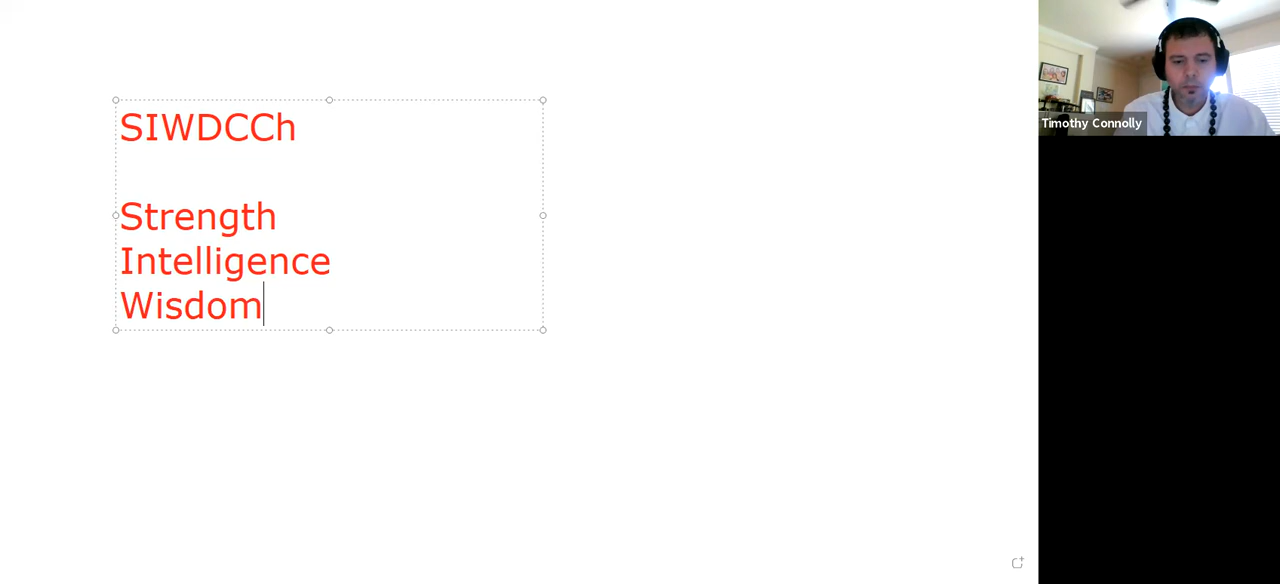 SIWDCCh
Strength
Intelligence
Wisdom
Timothy Connolly